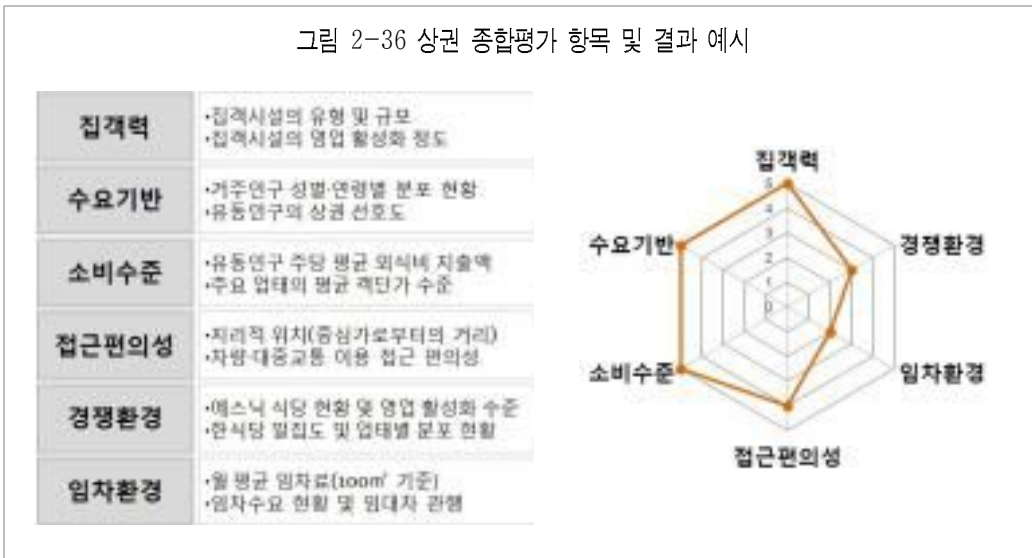 그림 2-36 상권 종합평가 항목 및 결과 예시
집객력
•집객시설의 유형 및 규모
•집객시설의 영업 활성화 정도
수요기반
•거주인구 성별·연령별 분포 현황
•유동인구의 상권 선호도
소비수준
•유동인구 주당 평균 외식비 지출액
•주요 업태의 평균 객단가 수준
접근편의성
•지리적 위치(중심가로부터의 거리)
•차량·대중교통 이용 접근 편의성
경쟁환경
•에스닉 식당 현황 및 영업 활성화 수준
•한식당 밀집도 및 업태별 분포 현황
임차환경
•월 평균 임차료(100㎡ 기준)
•임차수요 현황 및 임대차 관행
집객력
5
4
3
2
1
0
수요기반
경쟁환경
소비수준
임차환경
접근편의성